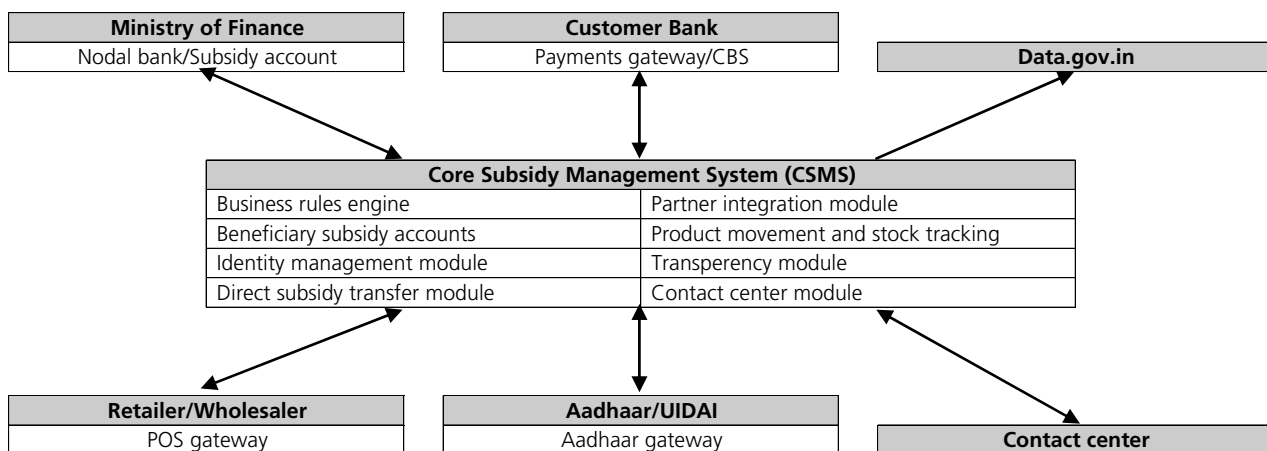 Ministry of Finance
Nodal bank/Subsidy account
Customer Bank
Payments gateway/CBS
Data.gov.in
Core Subsidy Management System (CSMS)
Business rules engine
Partner integration module
Beneficiary subsidy accounts
Product movement and stock tracking
Identity management module
Transperency module
Direct subsidy transfer module
Contact center module
Retailer/Wholesaler
POS gateway
Aadhaar/UIDAI
Aadhaar gateway
Contact center